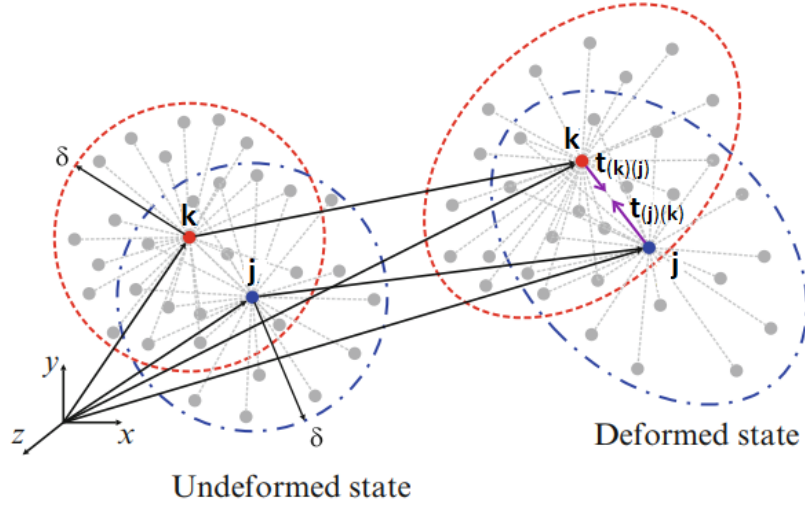 k
t(k)(j)
δ
t(j)(k)
k
j
j
y
z
x
δ
Deformed state
Undeformed state